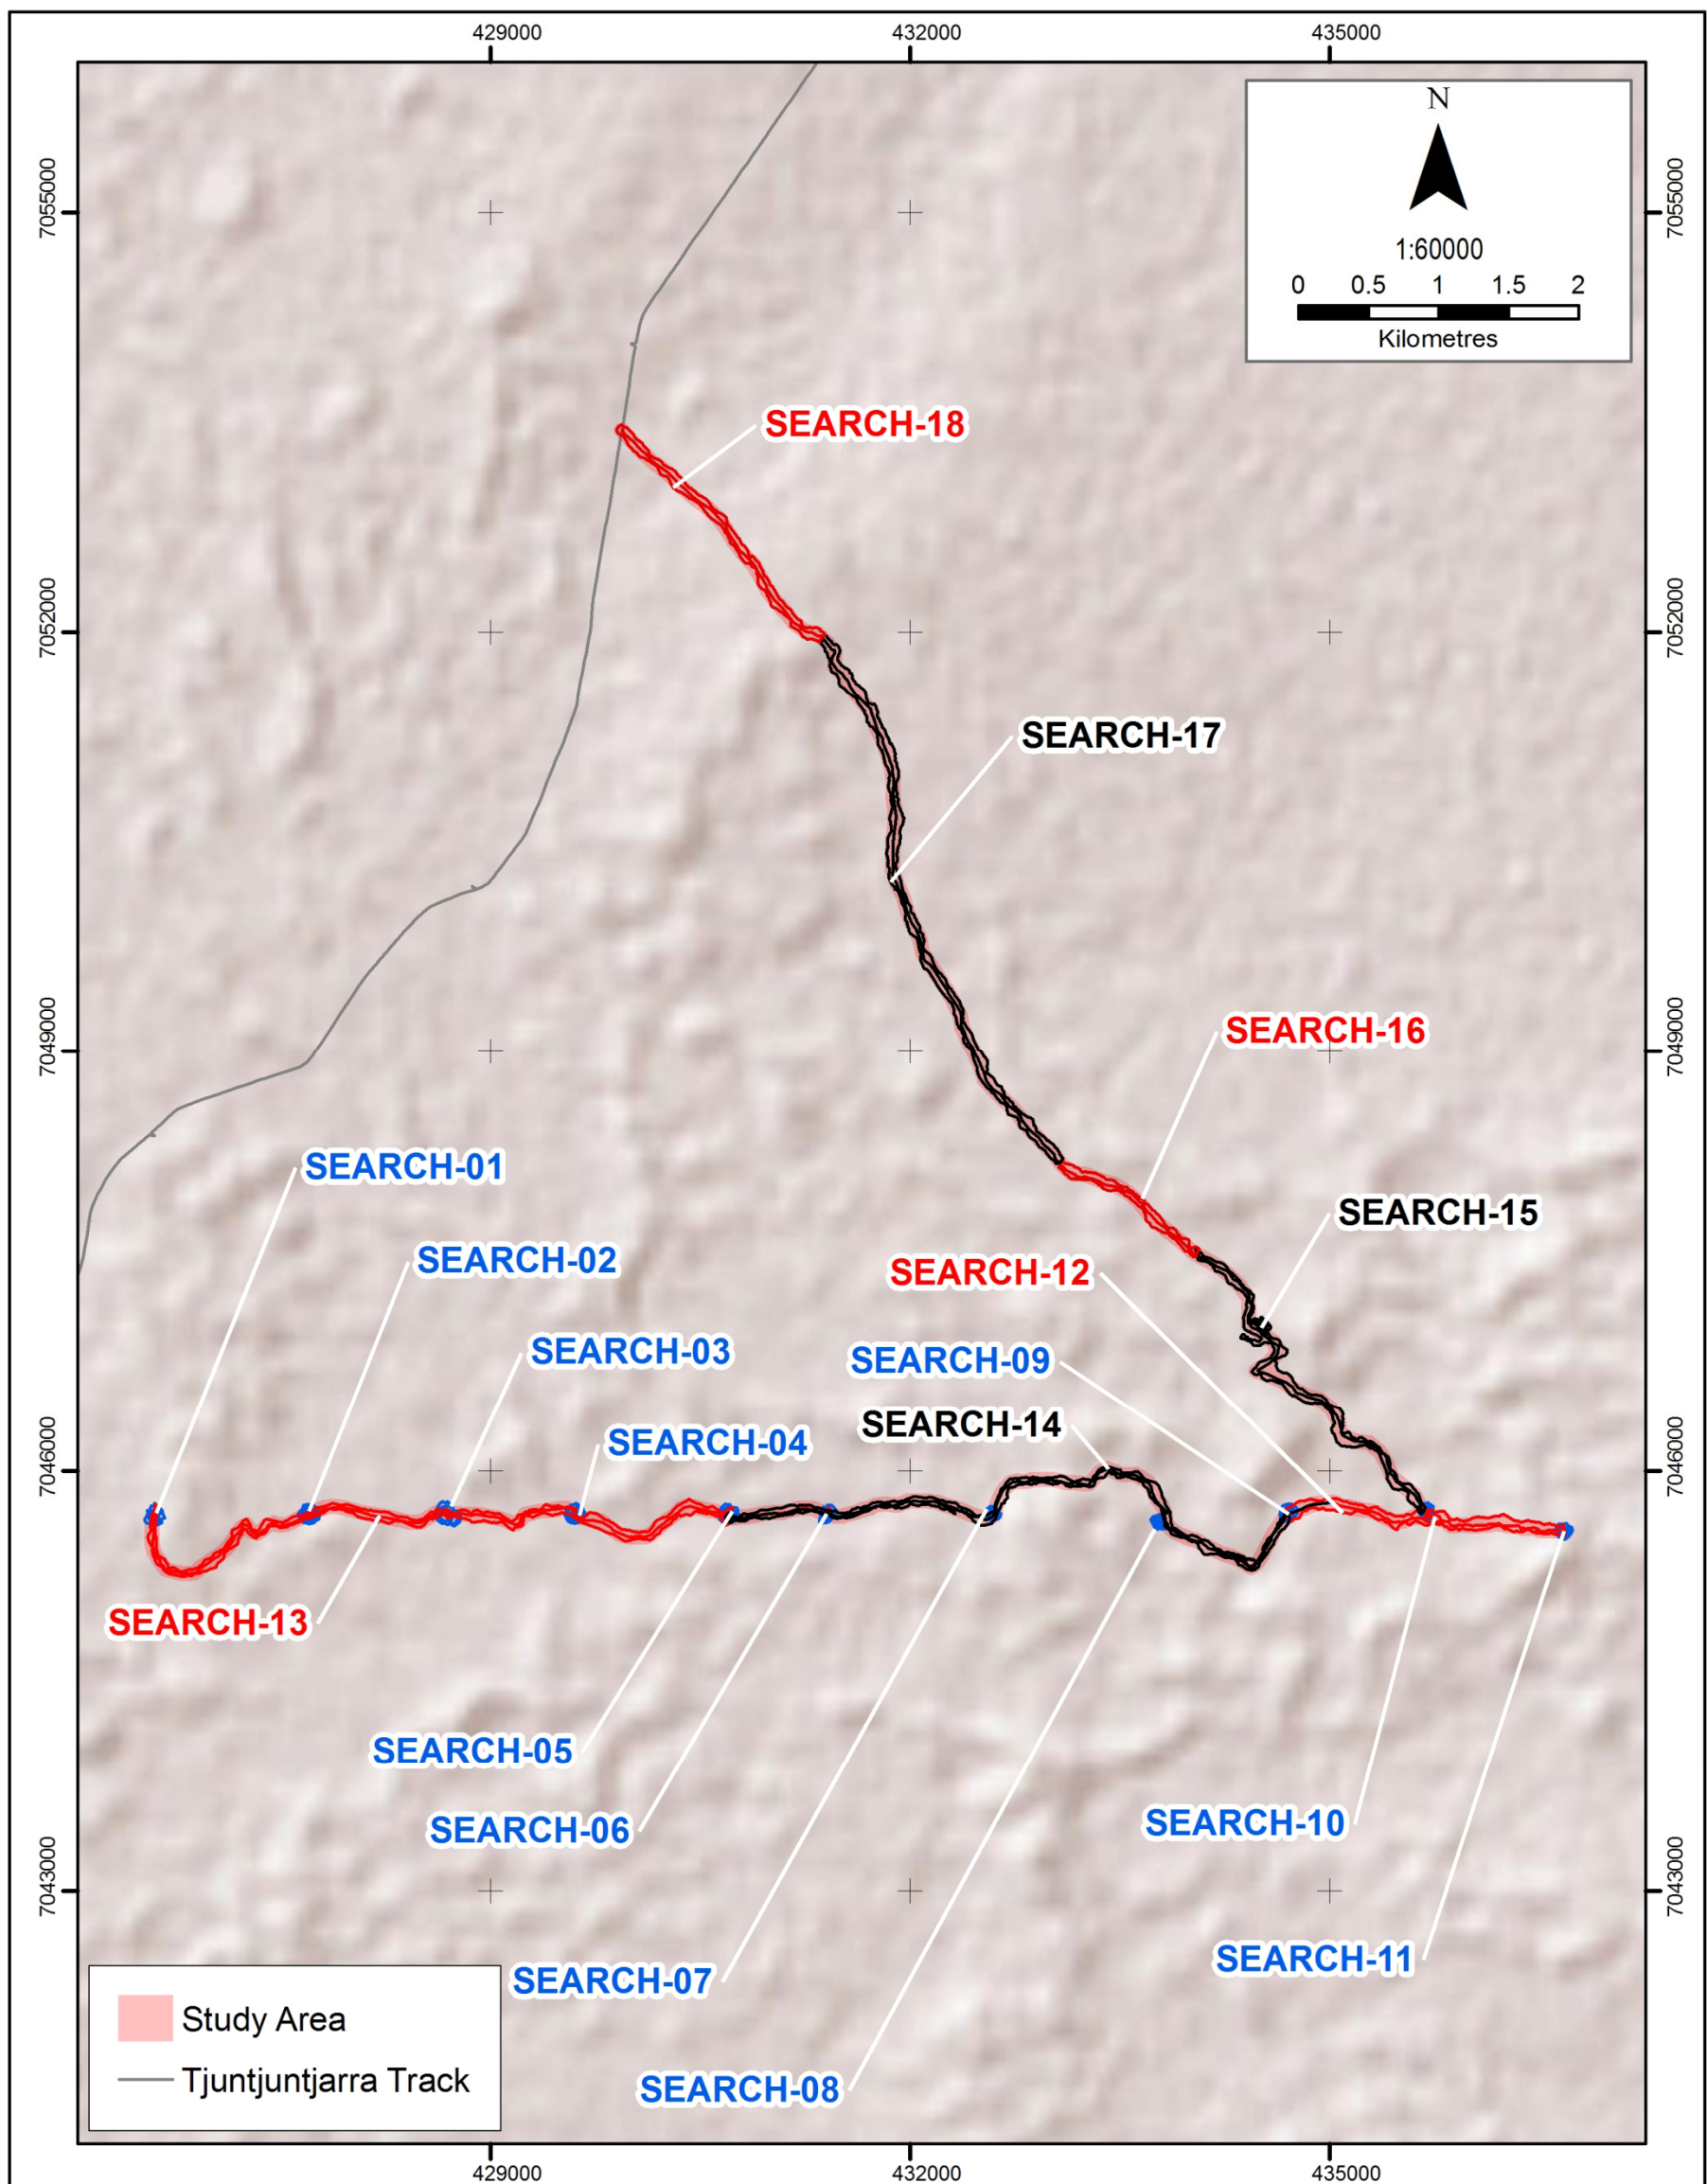 429000 432000 435000
N
1:60000
0 0.5 1 1.5 2
Kilometres
7055000 7055000
SEARCH-18
7052000 7052000
SEARCH-17
7049000 7049000
SEARCH-16
SEARCH-01
SEARCH-15
SEARCH-02
SEARCH-12
SEARCH-03
SEARCH-09
SEARCH-14
SEARCH-04
7046000 7046000
SEARCH-13
SEARCH-05
SEARCH-10
SEARCH-06
7043000 7043000
SEARCH-11
SEARCH-07
Study Area
Tjuntjuntjarra Track
SEARCH-08
429000 432000 435000